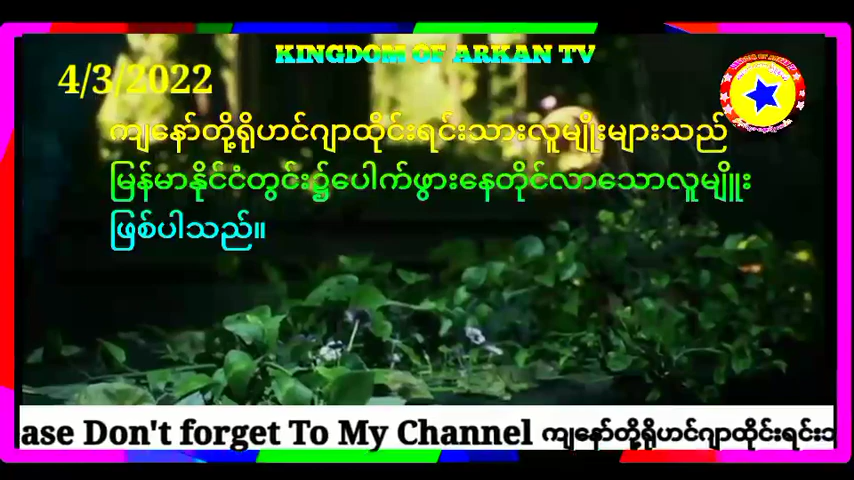 KINGDOM OF ARKAN TV
4/3/2022
ကျနော်တို့ရိုဟင်ဂျာထိုင်းရင်းသားလူမျိုးများသည်
မြန်မာနိုင်ငံတွင်း၌ပေါက်ဖွားနေတိုင်လာသောလူမျိူး
ဖြစ်ပါသည်။
ase Don't forget To My Channel ကျနော်တို့ရိုဟင်ဂျာထိုင်းရင်းသ